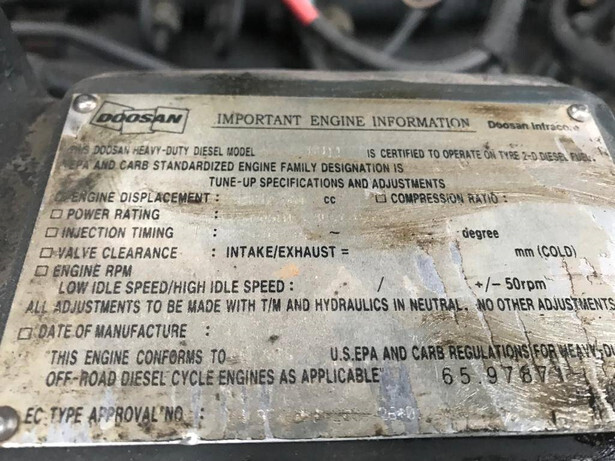 DOOSAN IMPORTANT ENGINE INFORMATION Doosan Infracore
THIS DOOSAN HEAVY-DUTY DIESEL MODEL IS CERTIFIED TO OPERATE ON TYPE 2-D DIESEL FUEL.
EPA AND CARB STANDARDIZED ENGINE FAMILY DESIGNATION IS
TUNE-UP SPECIFICATIONS AND ADJUSTMENTS
ENGINE DISPLACEMENT : cc COMPRESSION RATIO :
POWER RATING :
INJECTION TIMING : ~ degree
VALVE CLEARANCE : INTAKE/EXHAUST = mm (COLD)
ENGINE RPM
LOW IDLE SPEED/HIGH IDLE SPEED : / +/- 50rpm
ALL ADJUSTMENTS TO BE MADE WITH T/M AND HYDRAULICS IN NEUTRAL. NO OTHER ADJUSTMENTS
DATE OF MANUFACTURE :
"THIS ENGINE CONFORMS TO U.S.EPA AND CARB REGULATIONS FOR HEAVY-DU
OFF-ROAD DIESEL CYCLE ENGINES AS APPLICABLE" 65.97871
EC TYPE APPROVAL NO :